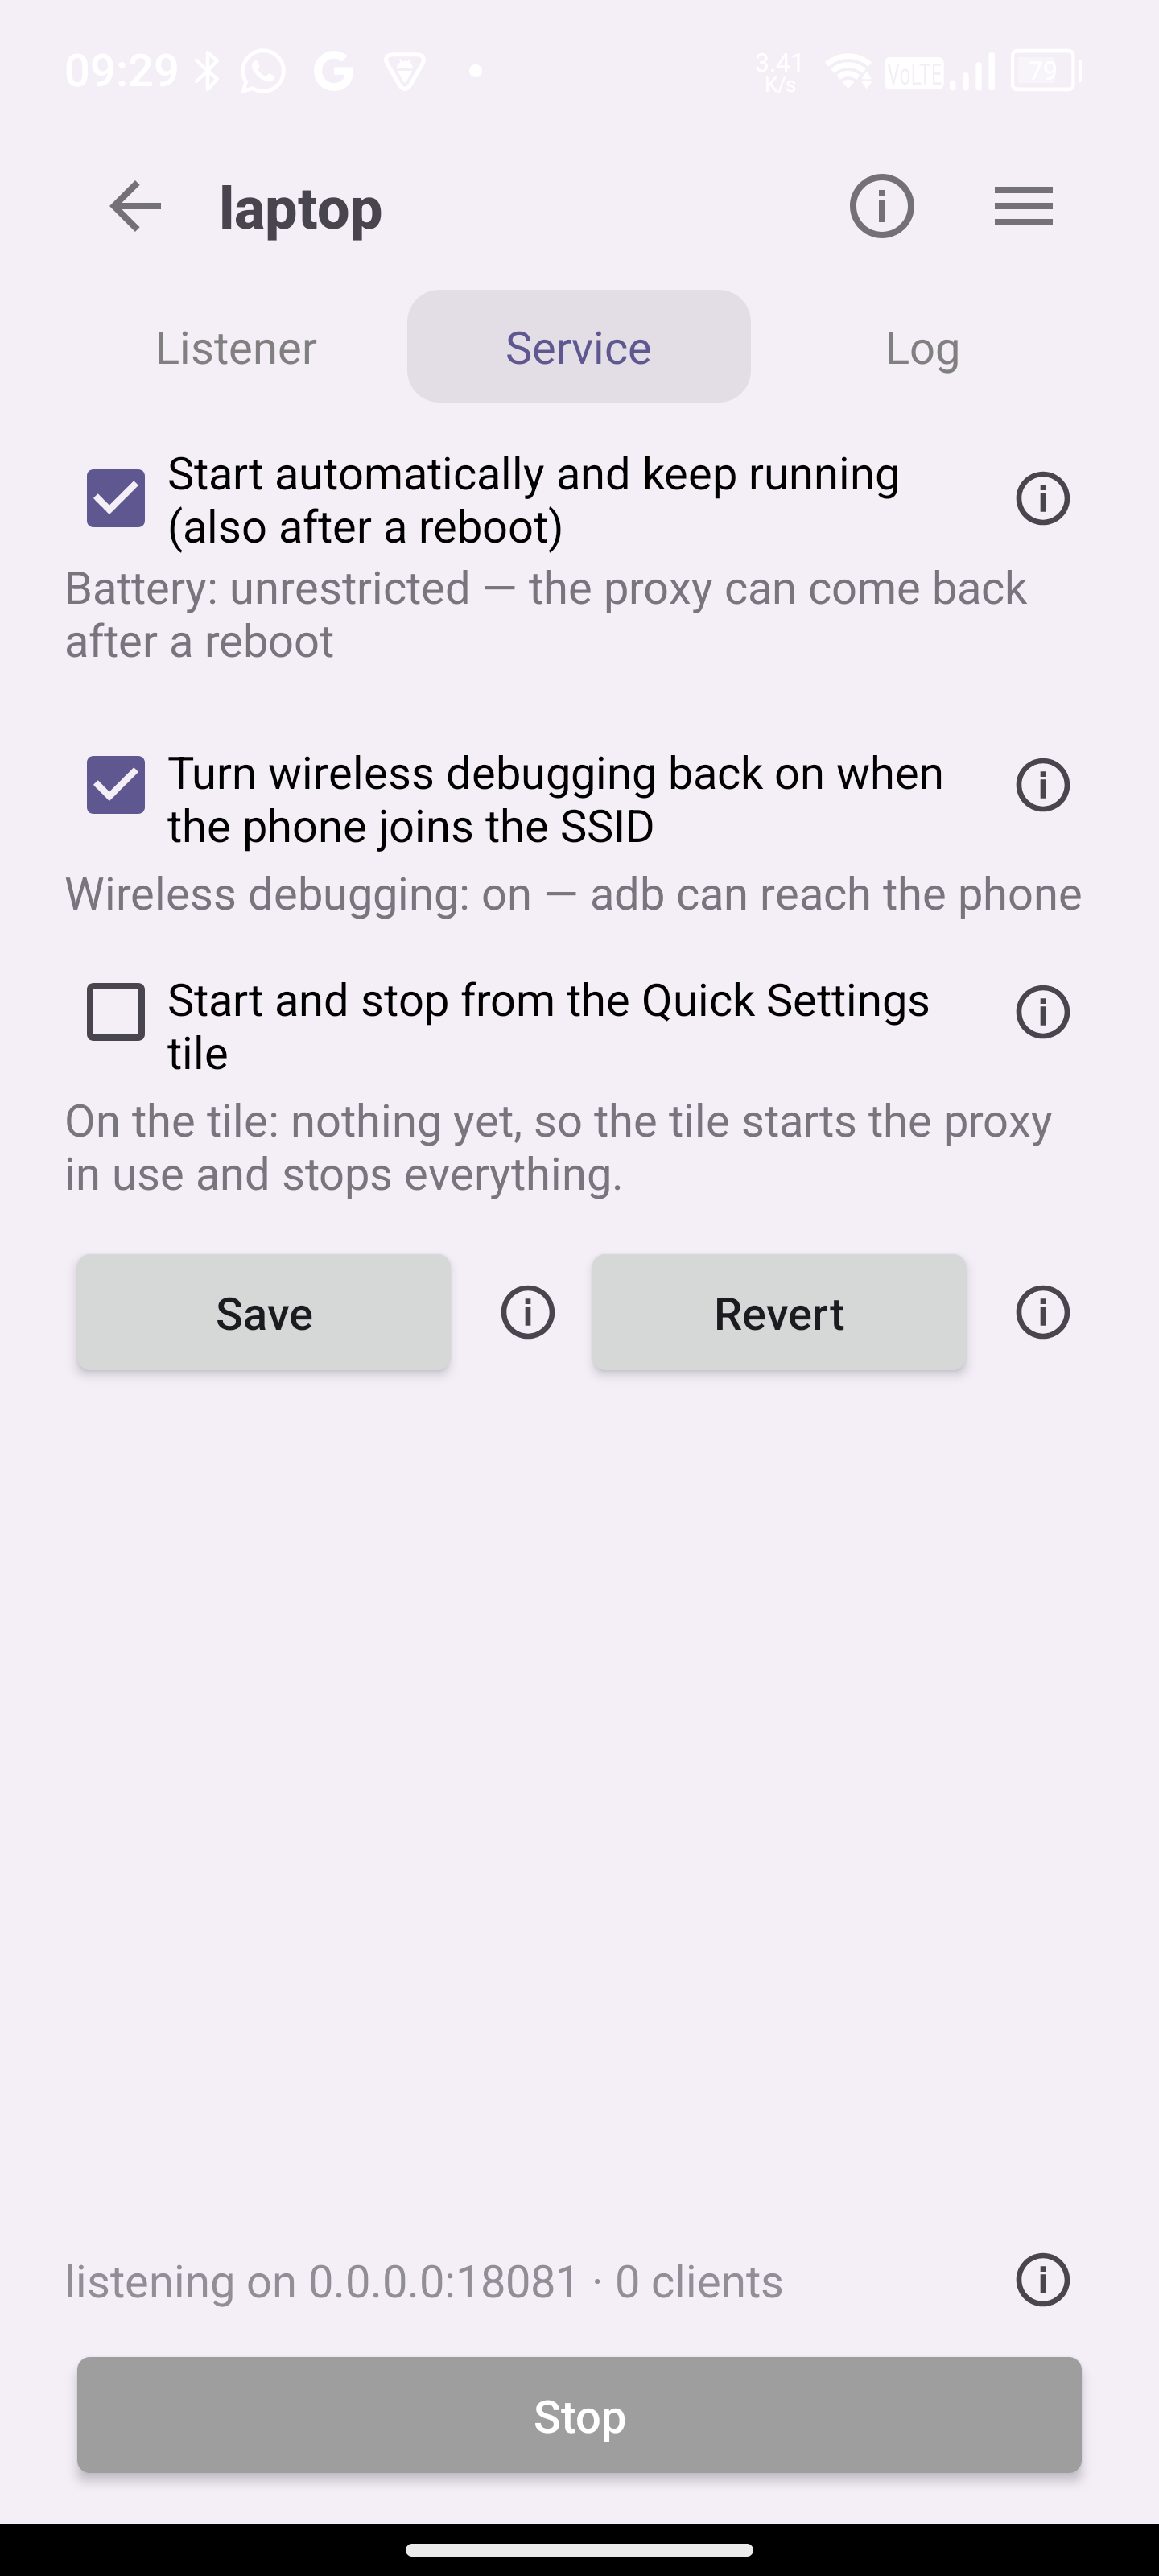 09:29
3.41
K/s
VoLTE
79
laptop
Listener
Service
Log
Start automatically and keep running
(also after a reboot)
Battery: unrestricted — the proxy can come back
after a reboot
Turn wireless debugging back on when
the phone joins the SSID
Wireless debugging: on — adb can reach the phone
Start and stop from the Quick Settings
tile
On the tile: nothing yet, so the tile starts the proxy
in use and stops everything.
Save
Revert
listening on 0.0.0.0:18081 · 0 clients
Stop